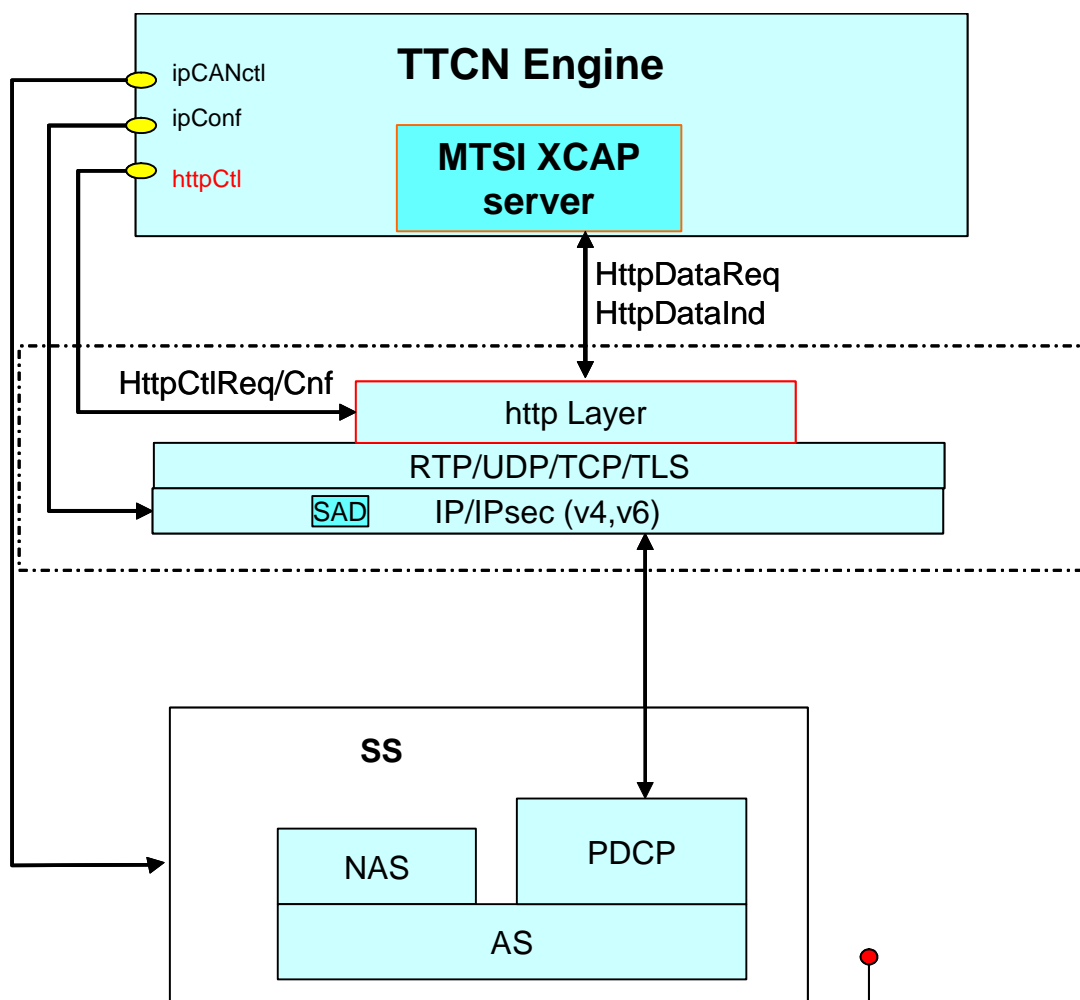 TTCN Engine
ipCANctl
ipConf
httpCtl
MTSI XCAP
server
HttpDataReq
HttpDataInd
HttpCtlReq/Cnf
http Layer
RTP/UDP/TCP/TLS
SAD
IP/IPsec (v4,v6)
SS
NAS
PDCP
AS